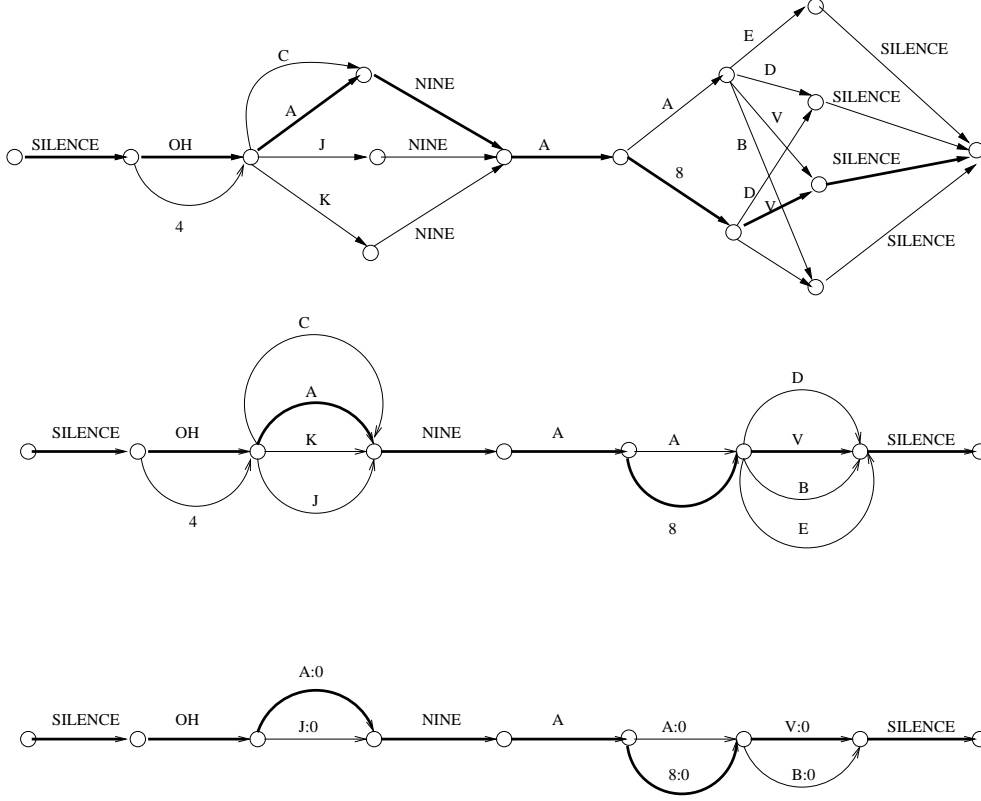 E
SILENCE
C
D
NINE
SILENCE
A
A
V
SILENCE OH J NINE A B SILENCE
8
K D
V
4 NINE SILENCE
C
D
A
SILENCE OH K NINE A A V SILENCE
J B
4 8 E
A:0
SILENCE OH J:0 NINE A A:0 V:0 SILENCE
8:0 B:0